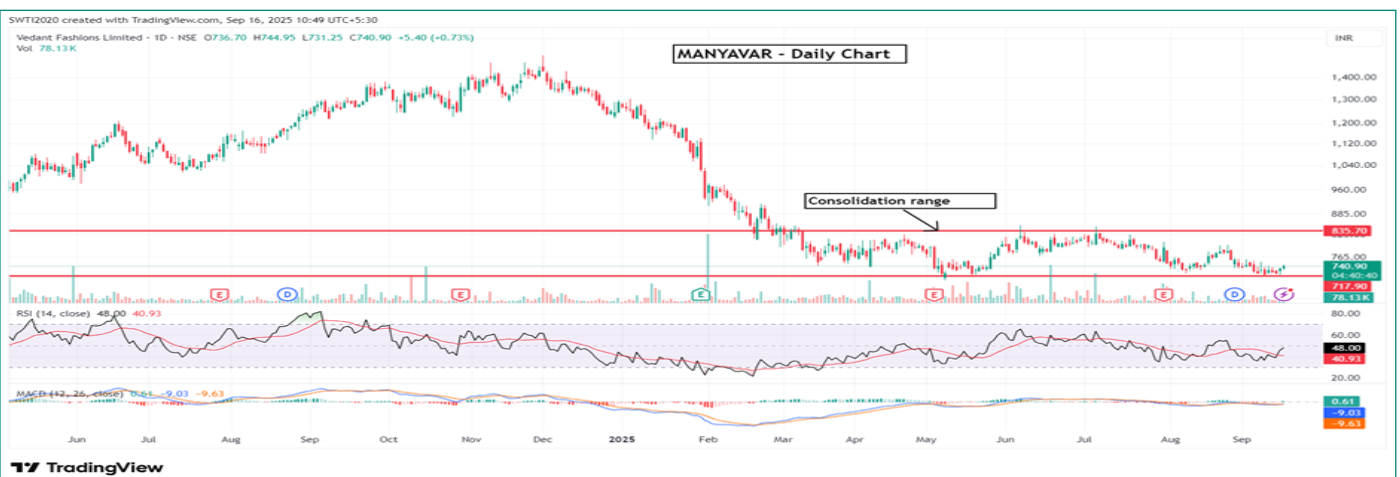 SWTI2020 created with TradingView.com, Sep 16, 2025 10:49 UTC+5:30
Vedant Fashions Limited · 1D · NSE O736.70 H744.95 L731.25 C740.90 +5.40 (+0.73%)
Vol 78.13K
MANYAVAR - Daily Chart
INR
1,400.00
1,300.00
1,200.00
1,120.00
1,040.00
960.00
885.00
Consolidation range
835.70
765.00
740.90
04:40:40
717.90
78.13K
E
D
E
E
E
E
D
RSI (14, close) 48.00 40.93
80.00
60.00
48.00
40.93
20.00
MACD (12, 26, close) 0.61 -9.03 -9.63
0.61
-9.03
-9.63
Jun Jul Aug Sep Oct Nov Dec 2025 Feb Mar Apr May Jun Jul Aug Sep
TradingView